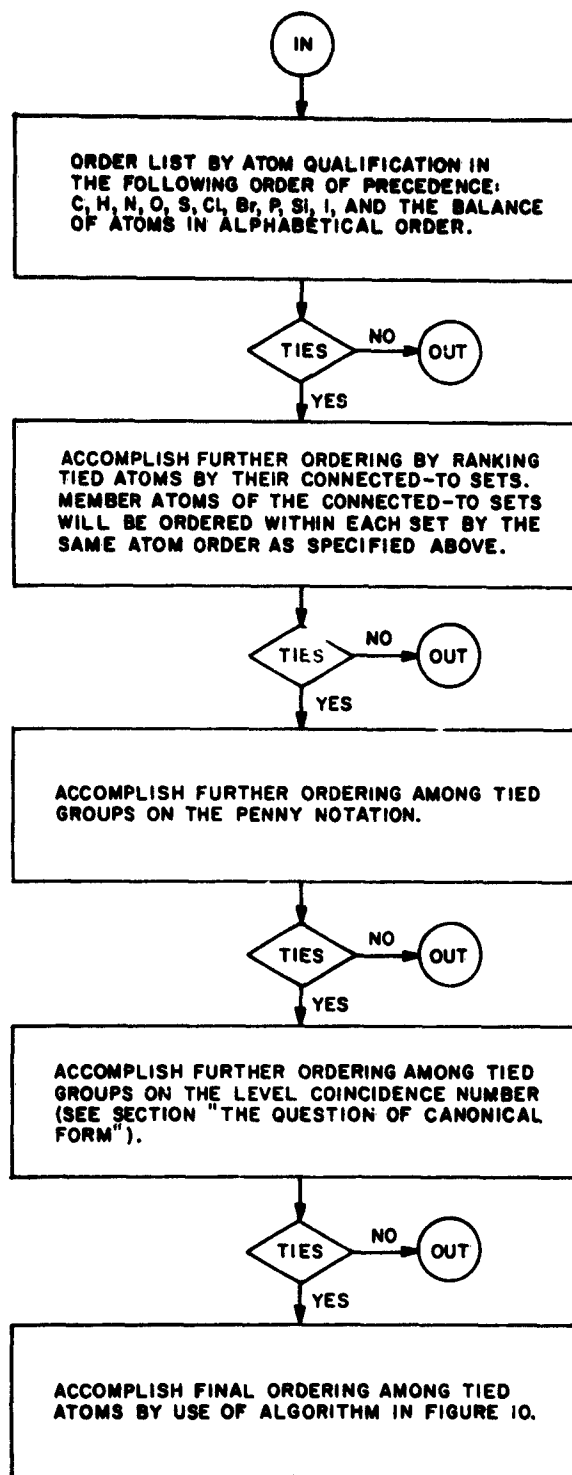 IN
ORDER LIST BY ATOM QUALIFICATION IN
THE FOLLOWING ORDER OF PRECEDENCE:
C, H, N, O, S, Cl, Br, P, Si, I, AND THE BALANCE
OF ATOMS IN ALPHABETICAL ORDER.
TIES
NO
OUT
YES
ACCOMPLISH FURTHER ORDERING BY RANKING
TIED ATOMS BY THEIR CONNECTED-TO SETS.
MEMBER ATOMS OF THE CONNECTED-TO SETS
WILL BE ORDERED WITHIN EACH SET BY THE
SAME ATOM ORDER AS SPECIFIED ABOVE.
TIES
NO
OUT
YES
ACCOMPLISH FURTHER ORDERING AMONG TIED
GROUPS ON THE PENNY NOTATION.
TIES
NO
OUT
YES
ACCOMPLISH FURTHER ORDERING AMONG TIED
GROUPS ON THE LEVEL COINCIDENCE NUMBER
(SEE SECTION "THE QUESTION OF CANONICAL
FORM").
TIES
NO
OUT
YES
ACCOMPLISH FINAL ORDERING AMONG TIED
ATOMS BY USE OF ALGORITHM IN FIGURE 10.